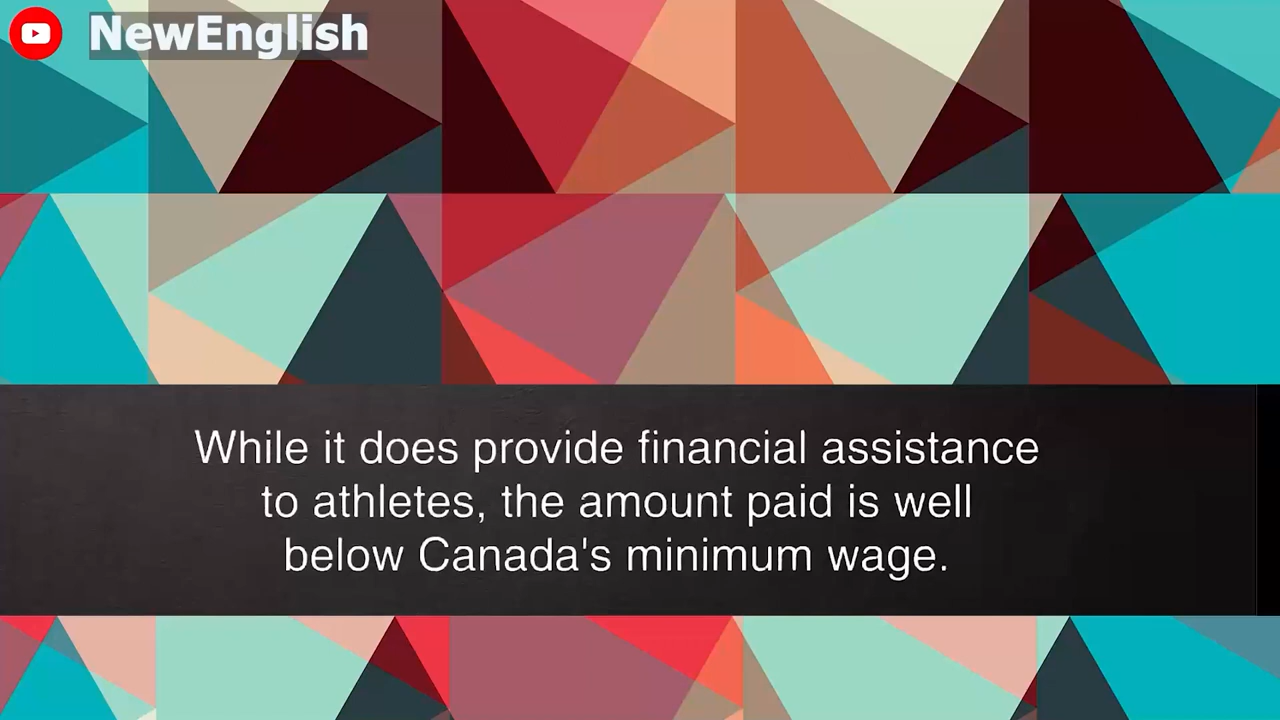 NewEnglish
While it does provide financial assistance
to athletes, the amount paid is well
below Canada's minimum wage.